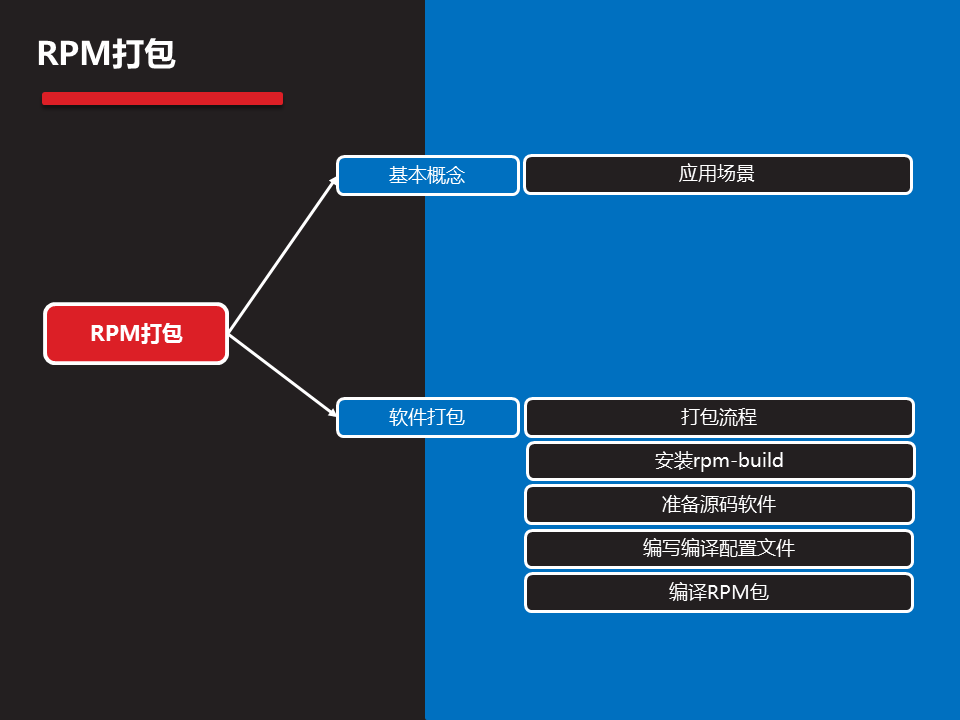 RPM打包
基本概念
应用场景
RPM打包
软件打包
打包流程
安装rpm-build
准备源码软件
编写编译配置文件
编译RPM包